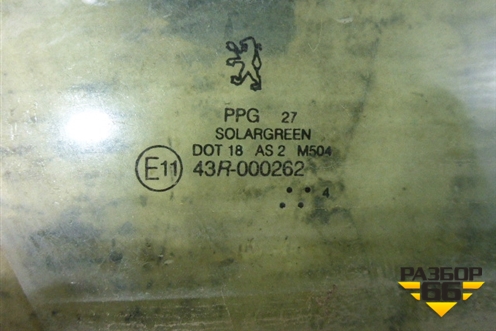 PPG 27
SOLARGREEN
DOT 18 AS 2 M504
E11 43R-000262
4
РАЗБОР
66